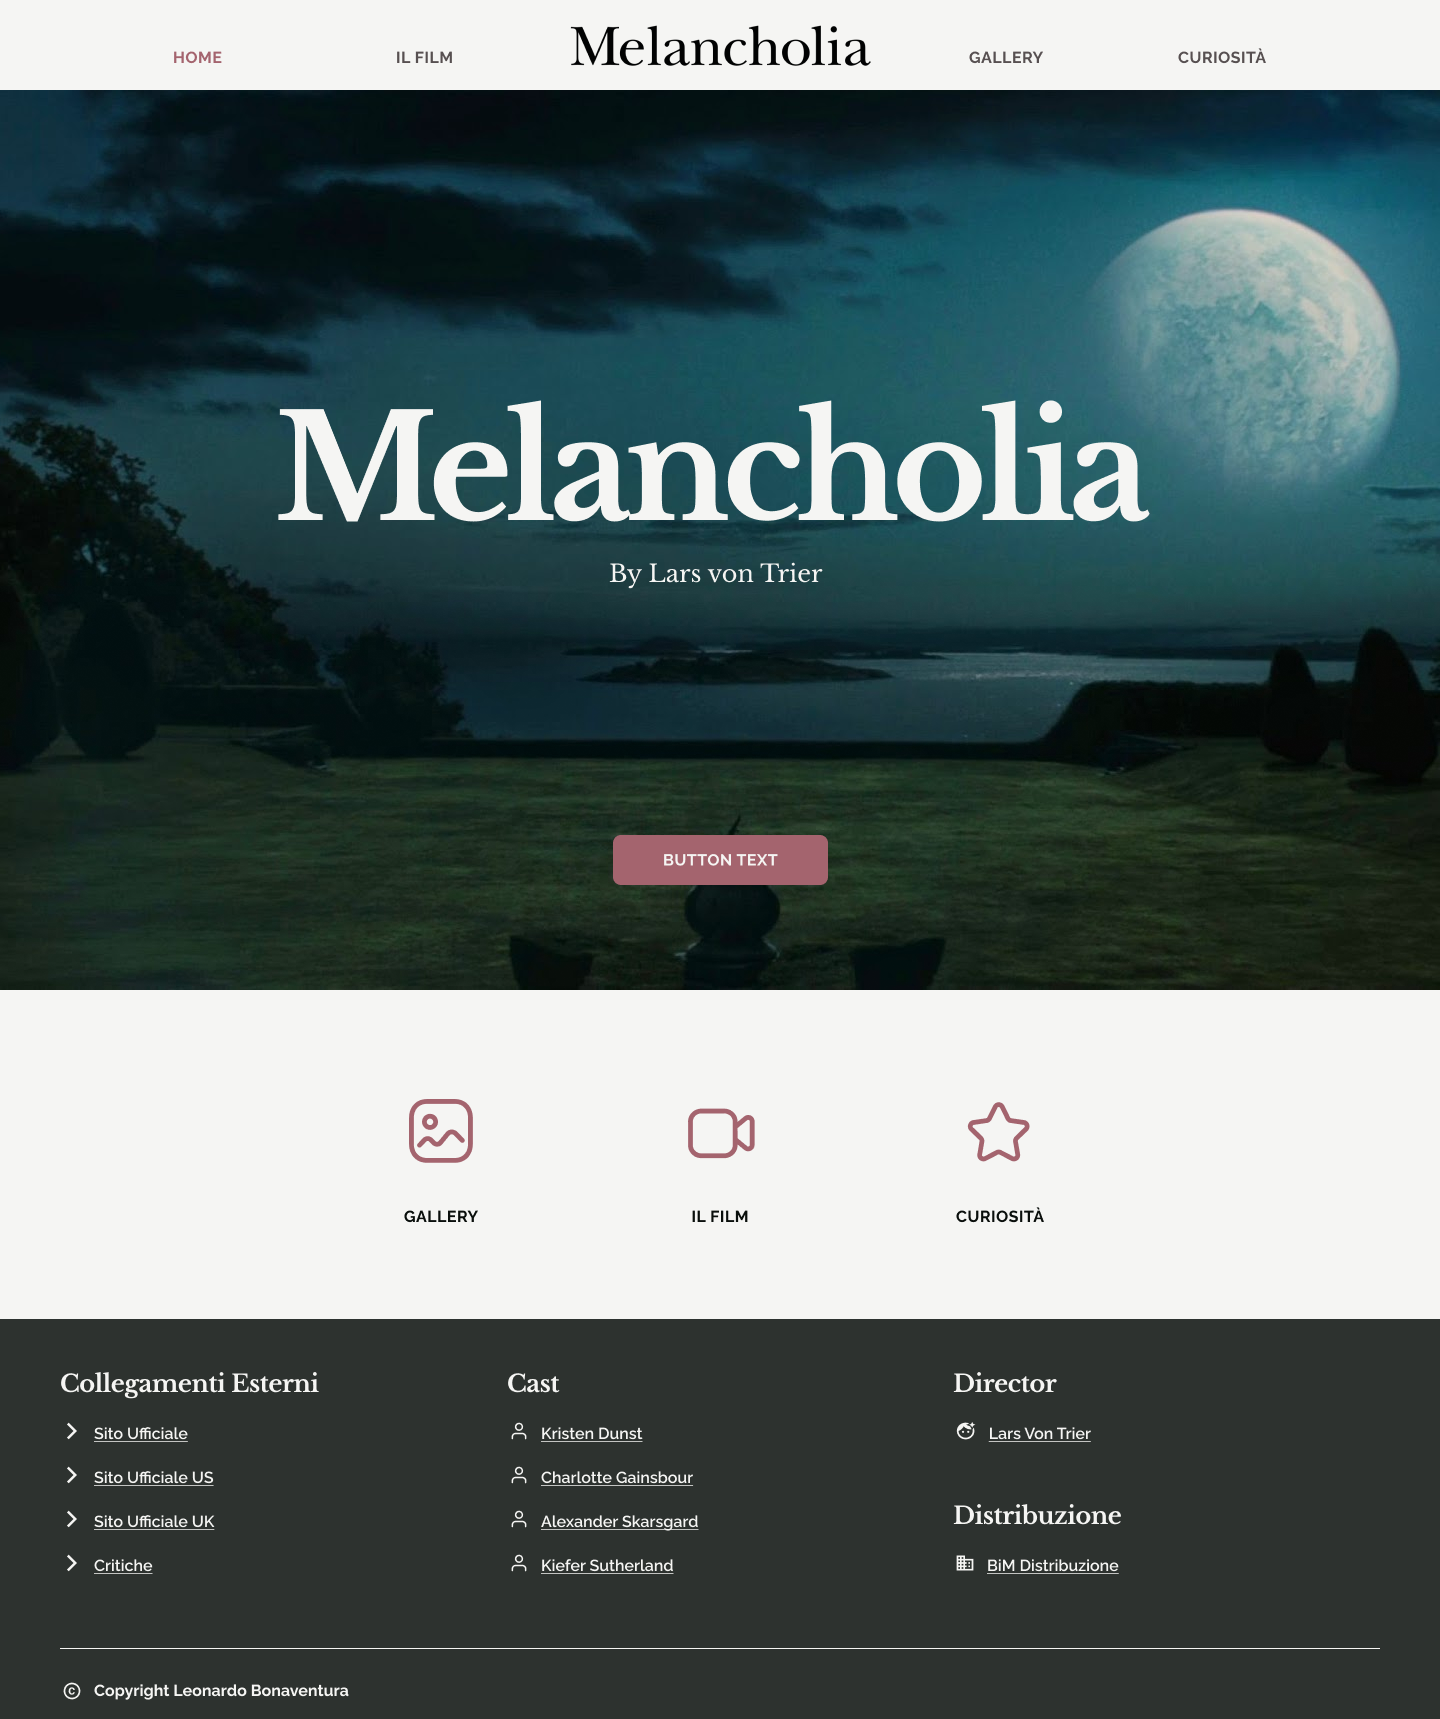 HOME
IL FILM
Melancholia
GALLERY
CURIOSITÀ
Melancholia
By Lars von Trier
BUTTON TEXT
GALLERY
IL FILM
CURIOSITÀ
Collegamenti Esterni
Sito Ufficiale
Sito Ufficiale US
Sito Ufficiale UK
Critiche
Cast
Kristen Dunst
Charlotte Gainsbour
Alexander Skarsgard
Kiefer Sutherland
Director
Lars Von Trier
Distribuzione
BiM Distribuzione
© Copyright Leonardo Bonaventura